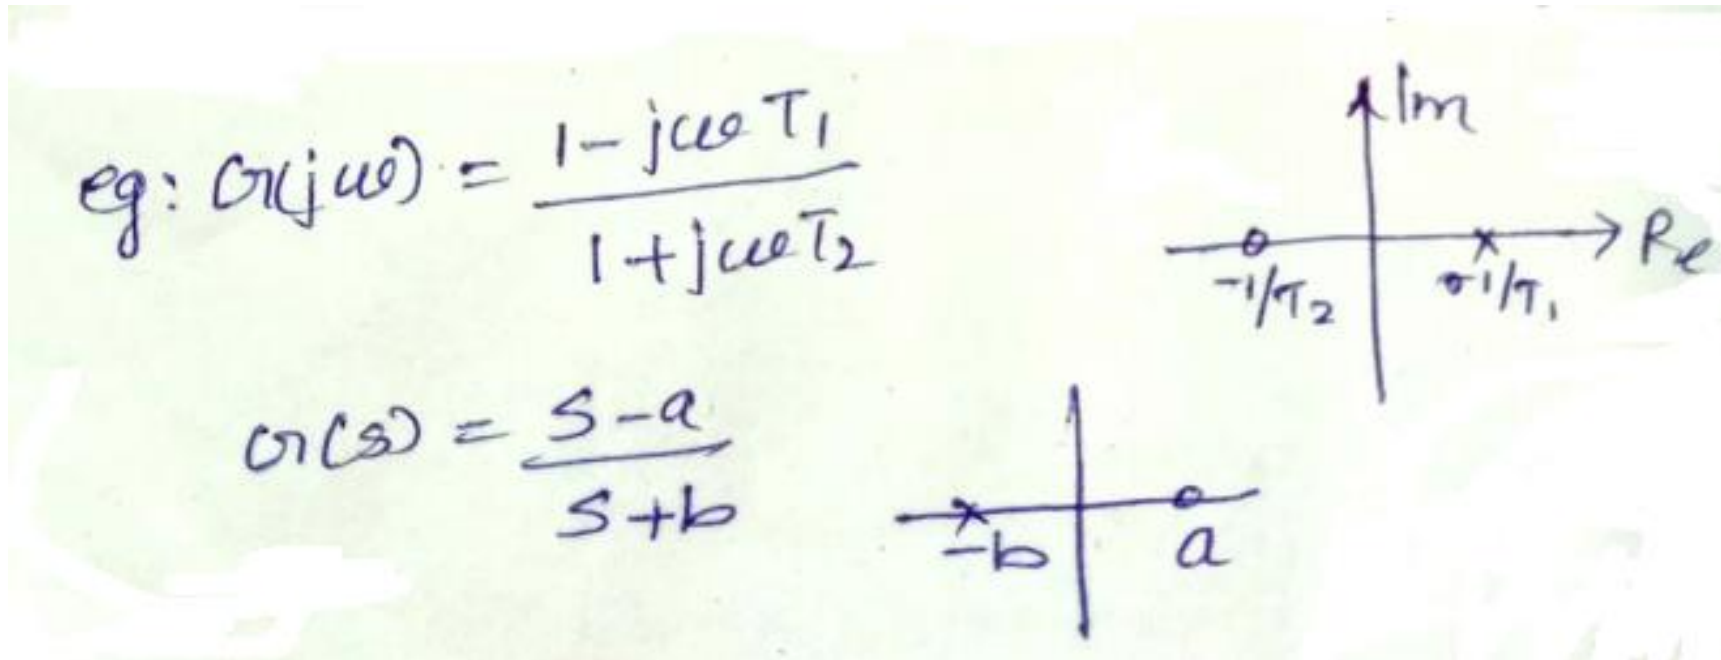 eg: G(jω) = (1 - jωT₁) / (1 + jωT₂)
Im
Re
-1/T₂
-1/T₁
G(s) = (s - a) / (s + b)
-b
a